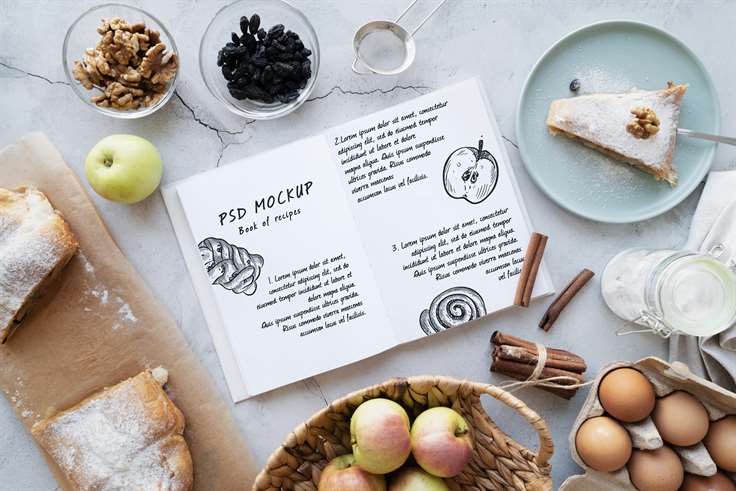 PSD MOCKUP
Book of recipes
1. Lorem ipsum dolor sit amet,
consectetur adipiscing elit, sed do
eiusmod tempor incididunt ut labore et
dolore magna aliqua.
Quis ipsum suspendisse ultrices gravida.
Risus commodo viverra maecenas
accumsan lacus vel facilisis.
2. Lorem ipsum dolor sit amet, consectetur
adipiscing elit, sed do eiusmod tempor
incididunt ut labore et dolore
magna aliqua. Quis ipsum
suspendisse ultrices
gravida. Risus commodo
viverra maecenas
accumsan
lacus vel facilisis.
3. Lorem ipsum dolor sit amet, consectetur
adipiscing elit, sed do eiusmod tempor
incididunt ut labore et dolore magna
aliqua. Quis
ipsum suspendisse ultrices gravida.
Risus commodo viverra maecenas
accumsan
lacus vel facilisis.